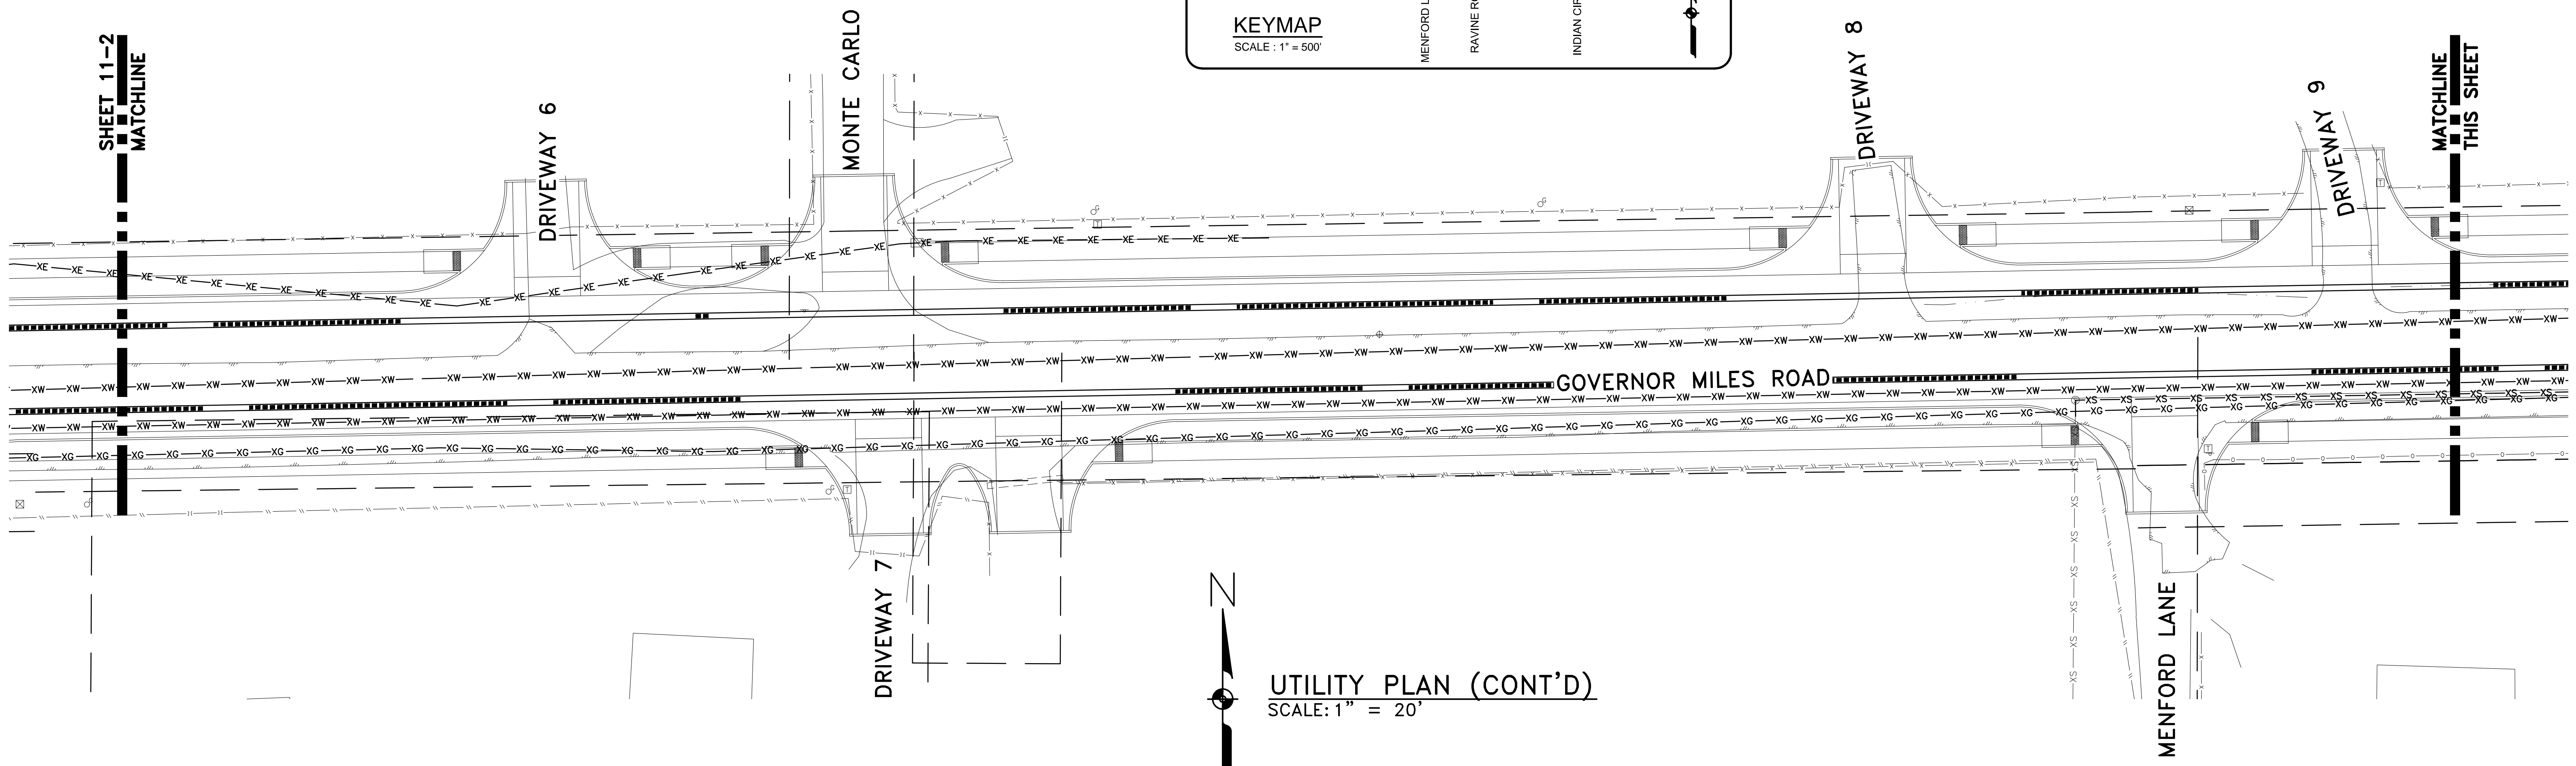 KEYMAP
SCALE : 1" = 500'
MENFORD L
RAVINE RO
INDIAN CIR
SHEET 11-2
MATCHLINE
DRIVEWAY 6
MONTE CARLO
DRIVEWAY 8
DRIVEWAY 9
MATCHLINE
THIS SHEET
GOVERNOR MILES ROAD
DRIVEWAY 7
MENFORD LANE
N
UTILITY PLAN (CONT'D)
SCALE: 1" = 20'